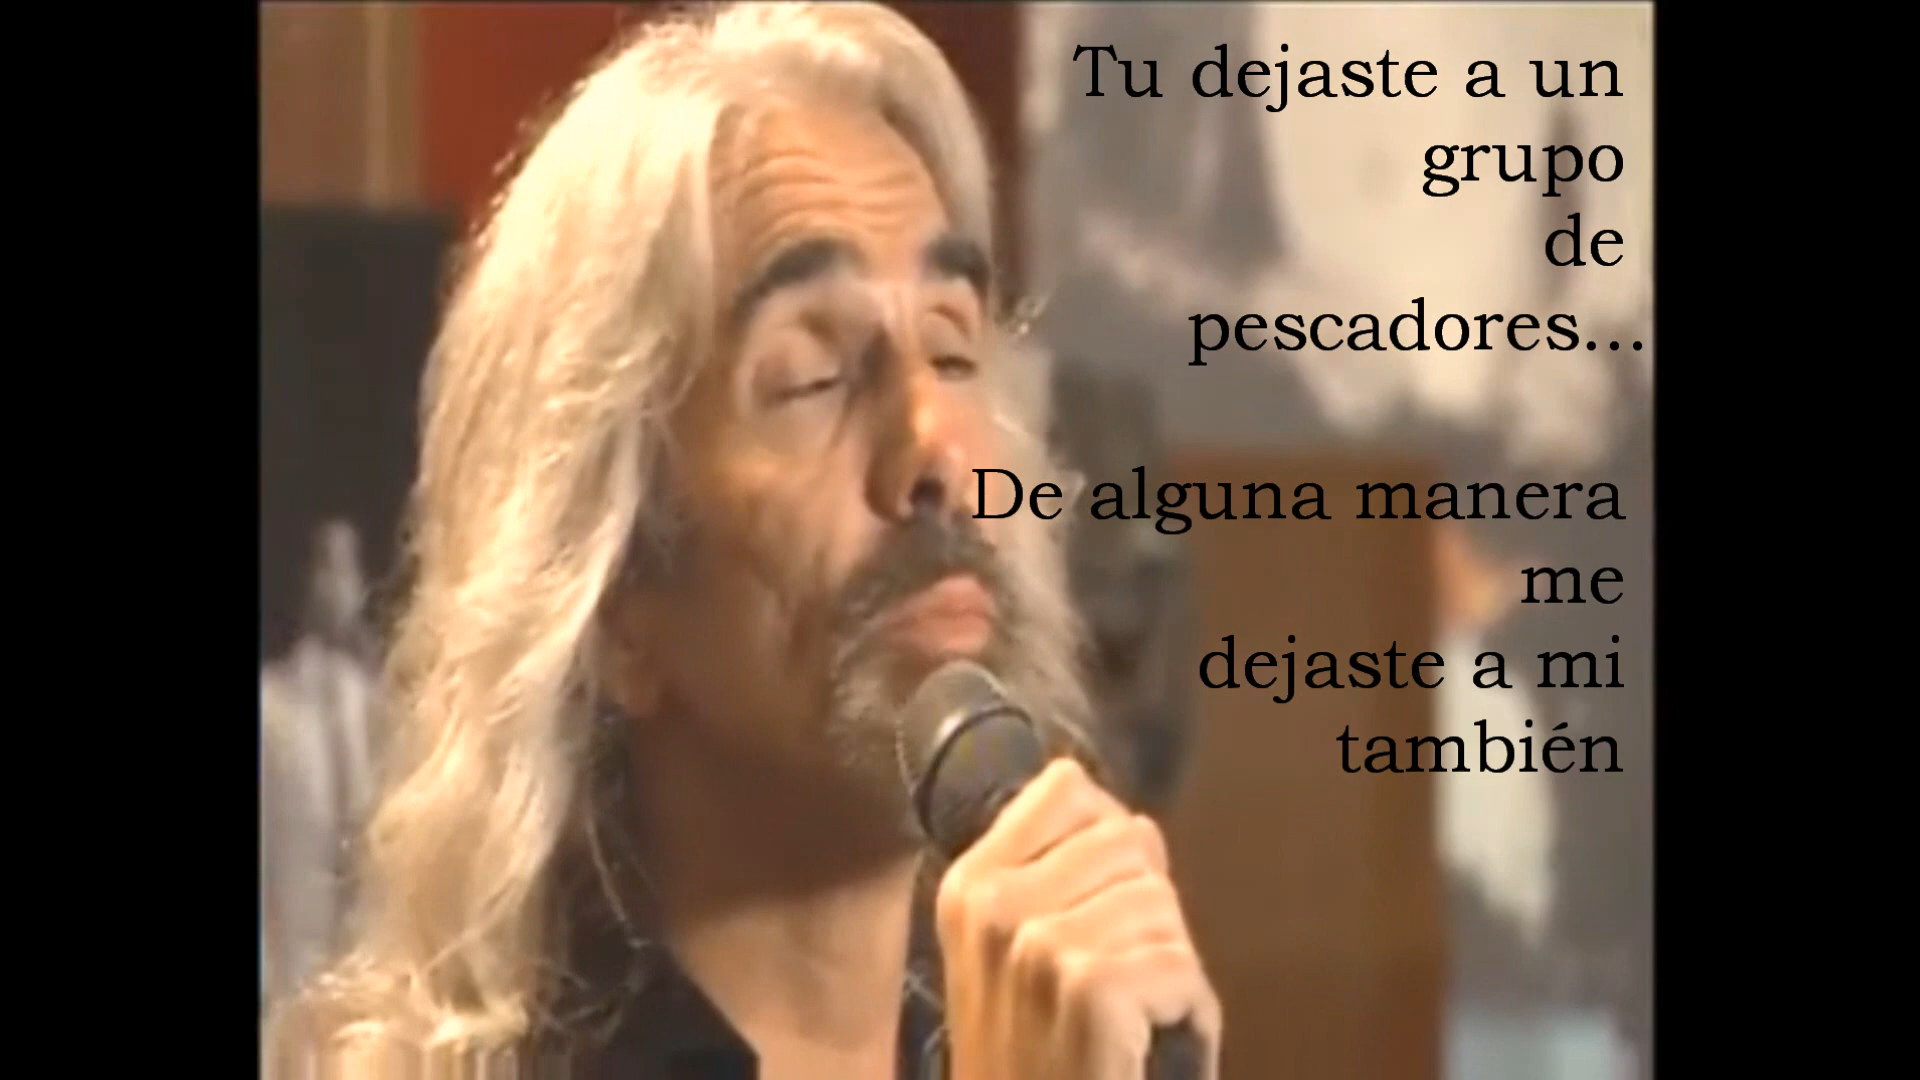 Tu dejaste a un
grupo
de
pescadores...
De alguna manera
me
dejaste a mi
también